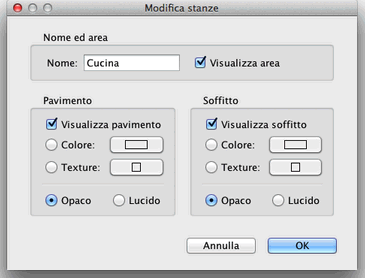 Modifica stanze
Nome ed area
Nome: Cucina Visualizza area
Pavimento
Visualizza pavimento
Colore:
Texture:
Opaco Lucido
Soffitto
Visualizza soffitto
Colore:
Texture:
Opaco Lucido
Annulla OK